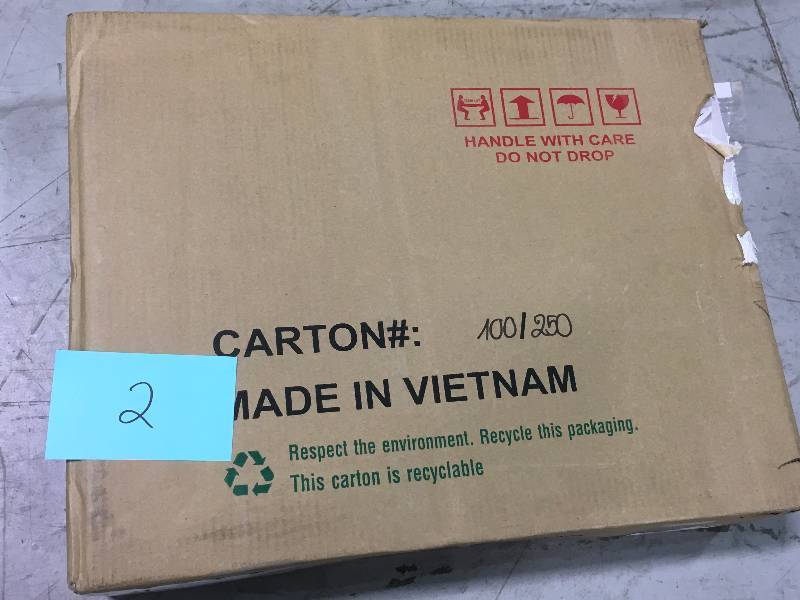 HANDLE WITH CARE
DO NOT DROP
CARTON#: 100/250
MADE IN VIETNAM
2
Respect the environment. Recycle this packaging.
This carton is recyclable